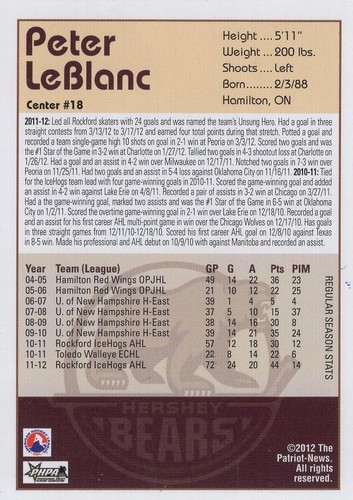 Peter
LeBlanc
Center #18
Height .... 5'11"
Weight ... 200 lbs.
Shoots .... Left
Born........ 2/3/88
Hamilton, ON
2011-12: Led all Rockford skaters with 24 goals and was named the team's Unsung Hero. Had a goal in three
straight contests from 3/13/12 to 3/17/12 and earned four total points during that stretch. Potted a goal and
recorded a team single-game high 10 shots on goal in 2-1 win at Peoria on 3/3/12. Scored two goals and was
the #1 Star of the Game in 3-2 win at Charlotte on 1/27/12. Tallied two goals in 4-3 shootout loss at Charlotte on
1/26/12. Had a goal and an assist in 4-2 win over Milwaukee on 12/17/11. Notched two goals in 7-3 win over
Peoria on 11/25/11. Had two goals and an assist in 5-4 loss against Oklahoma City on 11/16/11. 2010-11: Tied
for the IceHogs team lead with four game-winning goals in 2010-11. Scored the game-winning goal and added
an assist in 4-2 win against Lake Erie on 4/8/11. Recorded a pair of assists in 3-2 win at Chicago on 3/27/11.
Had a the game-winning goal, marked two assists and was the #1 Star of the Game in 6-5 win at Oklahoma
City on 1/2/11. Scored the overtime game-winning goal in 2-1 win over Lake Erie on 12/18/10. Recorded a goal
and an assist for his first career AHL multi-point game in win over the Chicago Wolves on 12/17/10. Has goals
in three straight games from 12/11/10-12/18/10. Scored his first career AHL goal on 12/8/10 against Texas
in 8-5 win. Made his professional and AHL debut on 10/9/10 with against Manitoba and recorded an assist.
Year Team (League) GP G A Pts PIM
04-05 Hamilton Red Wings OPJHL 49 14 22 36 23
05-06 Hamilton Red Wings OPJHL 21 10 12 22 25
06-07 U. of New Hampshire H-East 39 1 4 5 4
07-08 U. of New Hampshire H-East 37 5 10 15 37
08-09 U. of New Hampshire H-East 38 14 16 30 8
09-10 U. of New Hampshire H-East 39 14 21 35 24
10-11 Rockford IceHogs AHL 57 12 18 30 14
10-11 Toledo Walleye ECHL 22 8 14 22 6
11-12 Rockford IceHogs AHL 72 24 20 44 14
REGULAR SEASON STATS
HERSHEY
"BEARS"
PHPA
©2012 The
Patriot-News.
All rights
reserved.